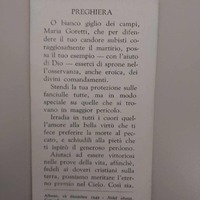 PREGHIERA
O bianco giglio dei campi,
Maria Goretti, che per difen-
dere il tuo candore subisti co-
raggiosamente il martirio, pos-
sa il tuo esempio — con l'aiuto
di Dio — esserci di sprone nel-
l'osservanza, anche eroica, dei
divini comandamenti.
Stendi la tua protezione sulle
fanciulle tutte, ma in modo
speciale su quelle che si tro-
vano in maggior pericolo.
Irradia in tutti i cuori quel-
l'amore alla bella virtù che ti
fece preferire la morte al pec-
cato, e schiudili alla pietà che
ti ispirò il generoso perdono.
Aiutaci ad essere vittoriosi
nelle prove della vita, affinchè,
fedeli ai doveri cristiani sulla
terra, possiamo meritare l'eter-
no premio nel Cielo. Così sia.